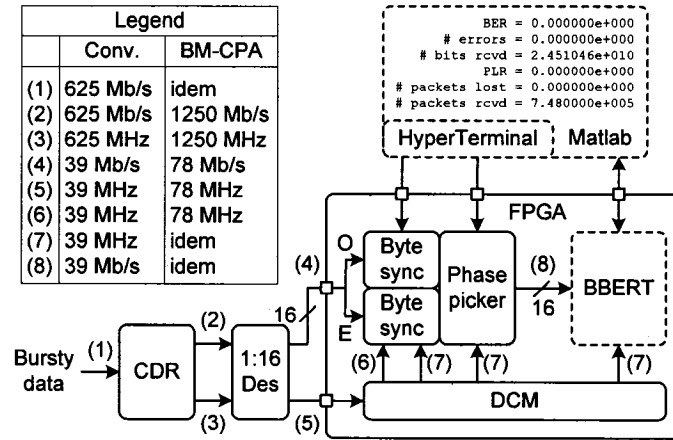 Legend
Conv. BM-CPA
(1) 625 Mb/s idem
(2) 625 Mb/s 1250 Mb/s
(3) 625 MHz 1250 MHz
(4) 39 Mb/s 78 Mb/s
(5) 39 MHz 78 MHz
(6) 39 MHz 78 MHz
(7) 39 MHz idem
(8) 39 Mb/s idem
BER = 0.000000e+000
# errors = 0.000000e+000
# bits rcvd = 2.451046e+010
PLR = 0.000000e+000
# packets lost = 0.000000e+000
# packets rcvd = 7.480000e+005
HyperTerminal Matlab
FPGA
O
Byte
sync
Phase
picker
BBERT
(4)
16
E
Byte
sync
(8)
16
Bursty
data
(1)
CDR
(2)
(3)
1:16
Des
(5)
(6) (7) (7) (7)
DCM